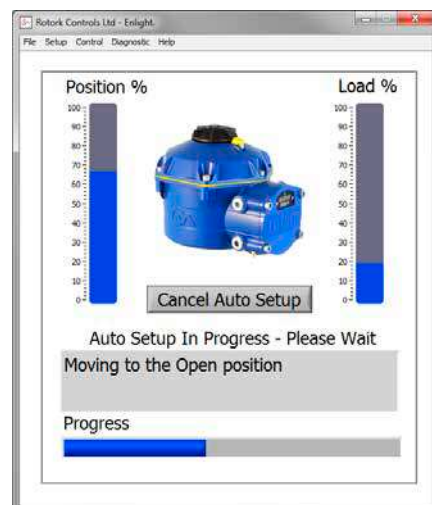 Rotork Controls Ltd - Enlight.
File Setup Control Diagnostic Help
Position % Load %
100 100
90 90
80 80
70 70
60 60
50 50
40 40
30 30
20 20
10 10
0 0
Cancel Auto Setup
Auto Setup In Progress - Please Wait
Moving to the Open position
Progress